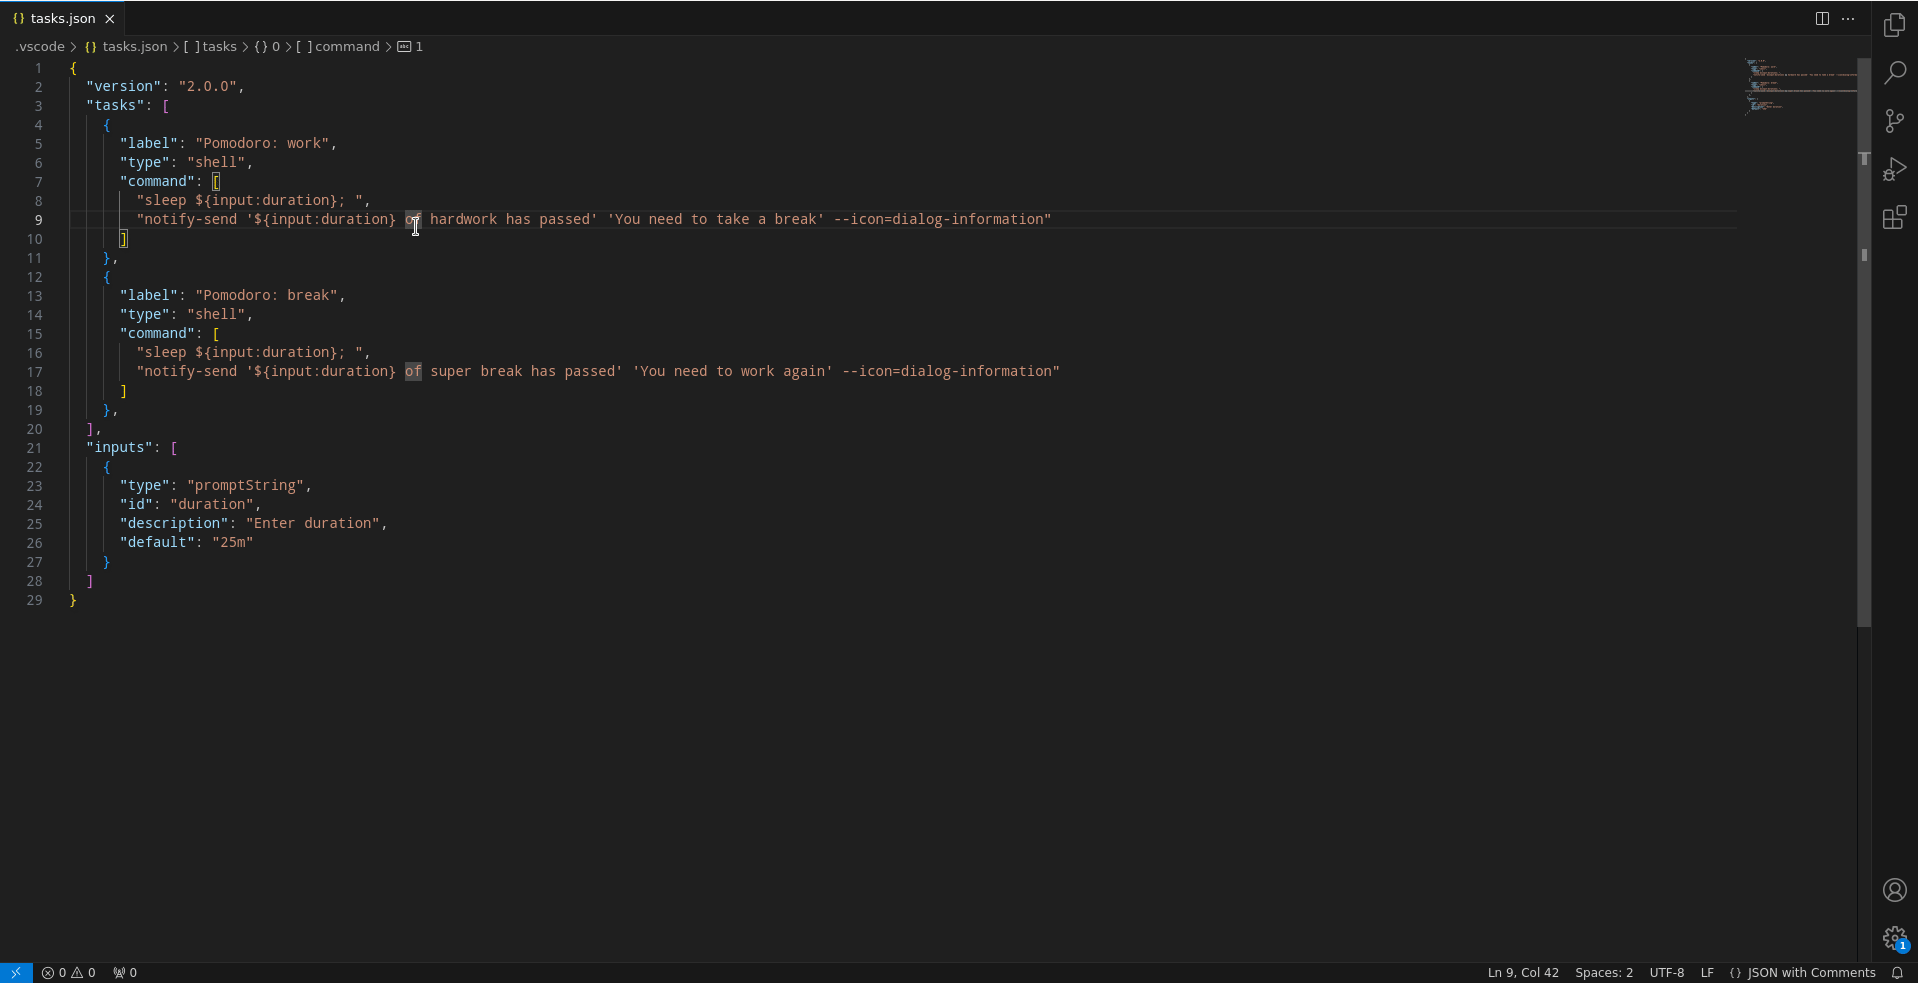 {} tasks.json ×
.vscode > {} tasks.json > [ ] tasks > {} 0 > [ ] command > abc 1
1 {
2   "version": "2.0.0",
3   "tasks": [
4     {
5       "label": "Pomodoro: work",
6       "type": "shell",
7       "command": [
8         "sleep ${input:duration}; ",
9         "notify-send '${input:duration} of hardwork has passed' 'You need to take a break' --icon=dialog-information"
10       ]
11     },
12     {
13       "label": "Pomodoro: break",
14       "type": "shell",
15       "command": [
16         "sleep ${input:duration}; ",
17         "notify-send '${input:duration} of super break has passed' 'You need to work again' --icon=dialog-information"
18       ]
19     },
20   ],
21   "inputs": [
22     {
23       "type": "promptString",
24       "id": "duration",
25       "description": "Enter duration",
26       "default": "25m"
27     }
28   ]
29 }
1
0 0 0 Ln 9, Col 42 Spaces: 2 UTF-8 LF {} JSON with Comments